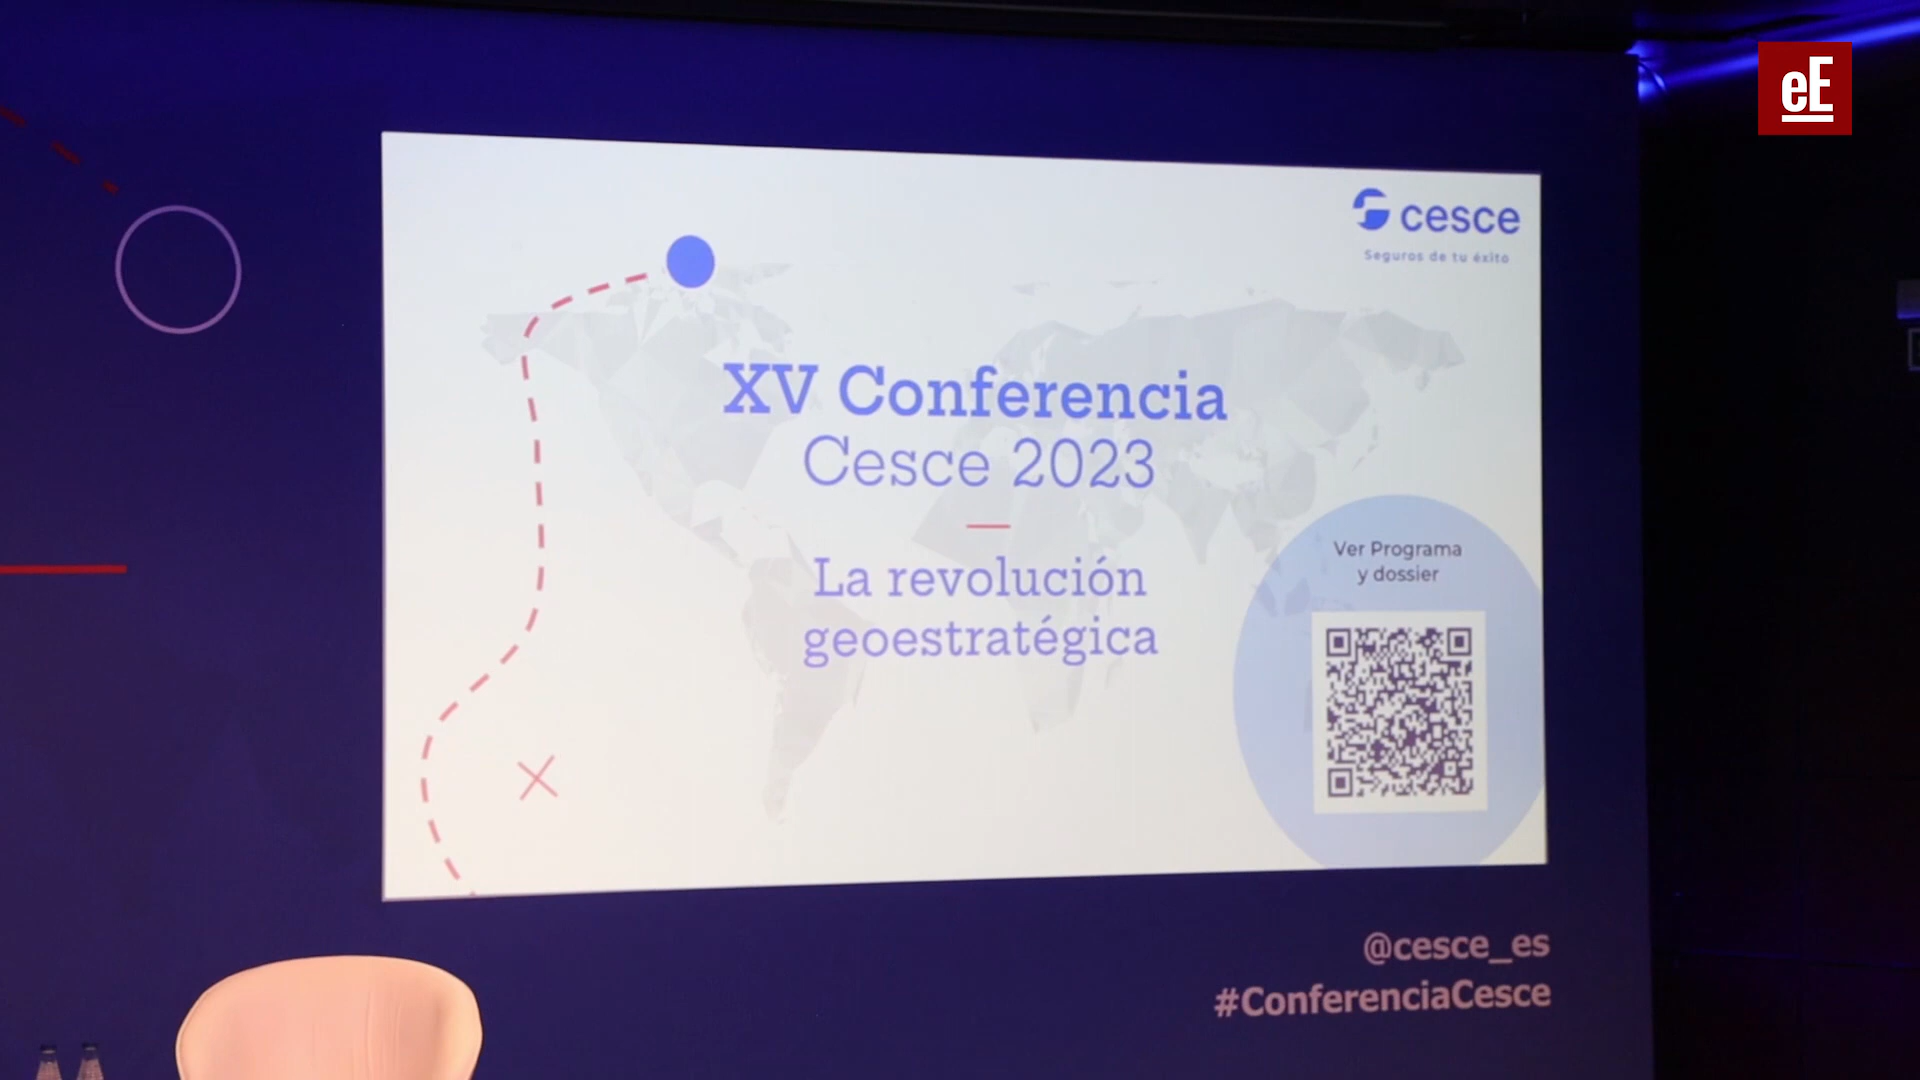 eE
cesce
Seguros de tu éxito
XV Conferencia
Cesce 2023
La revolución
geoestratégica
Ver Programa
y dossier
@cesce_es
#ConferenciaCesce